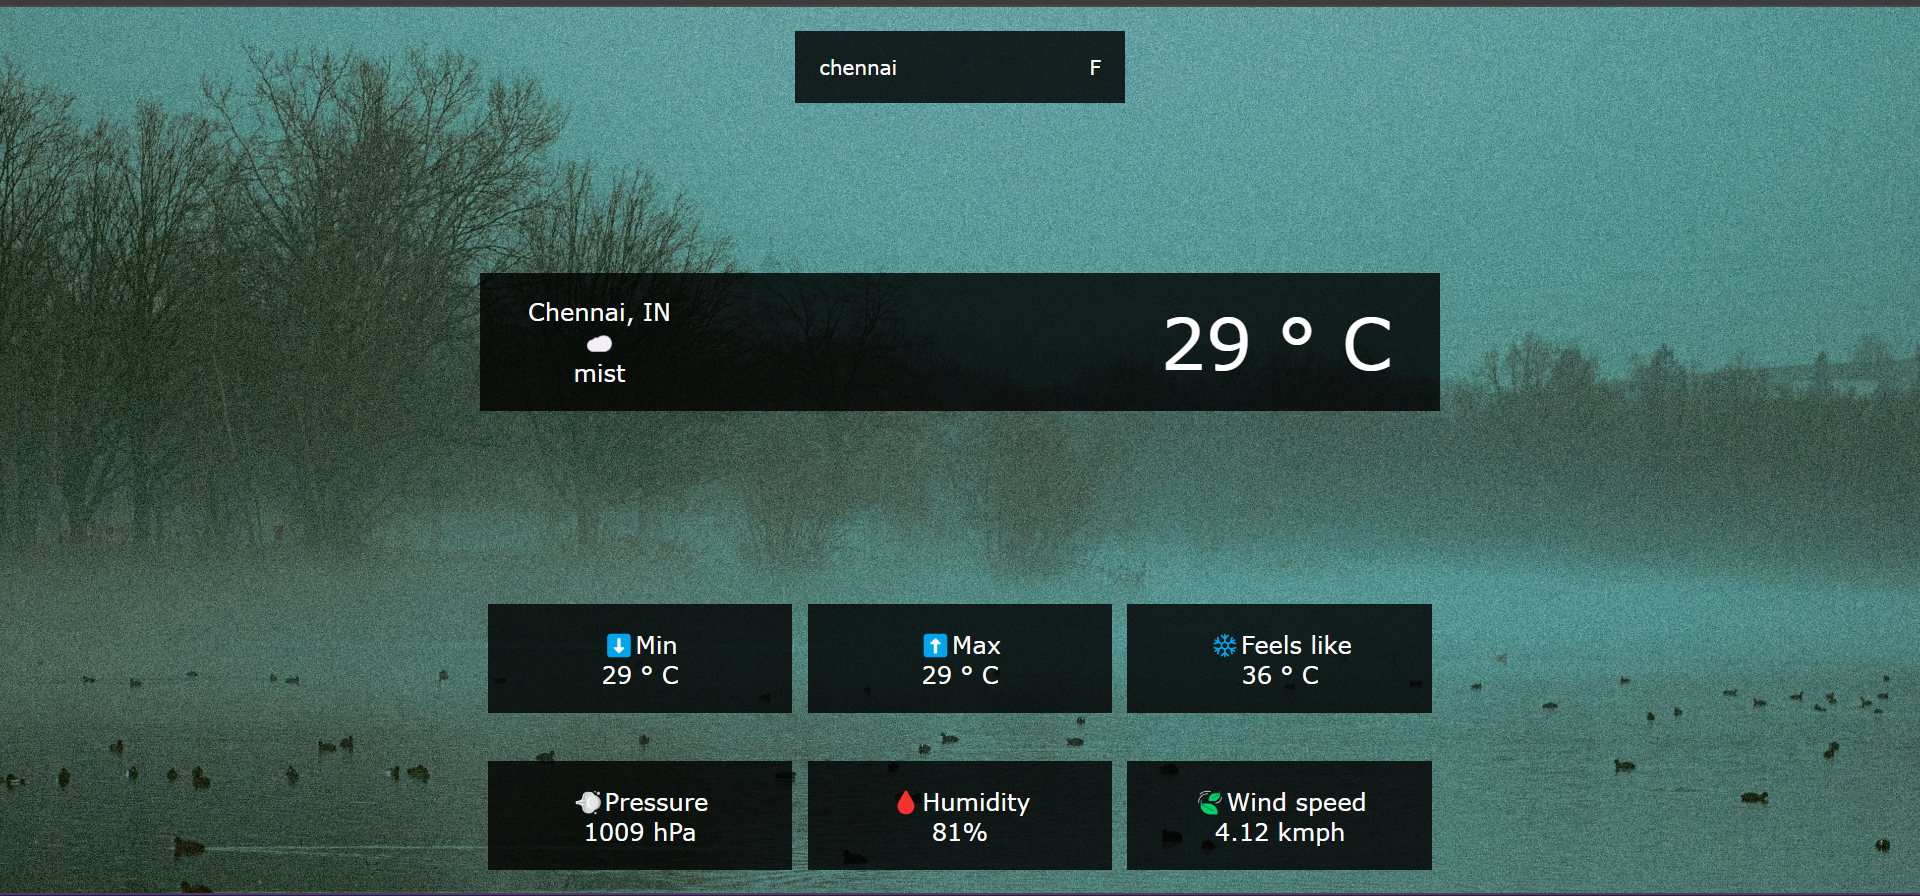 chennai F
Chennai, IN
mist
29 ° C
Min
29 ° C
Max
29 ° C
Feels like
36 ° C
Pressure
1009 hPa
Humidity
81%
Wind speed
4.12 kmph